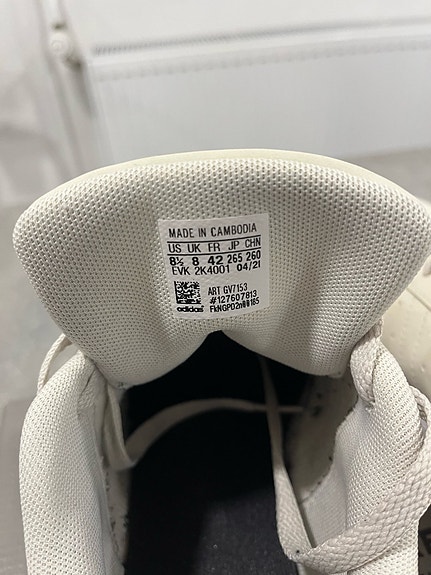 MADE IN CAMBODIA
US UK FR JP CHN
8½ 8 42 265 260
EVK 2K4001 04/21
ART GV7153
#127607813
adidas